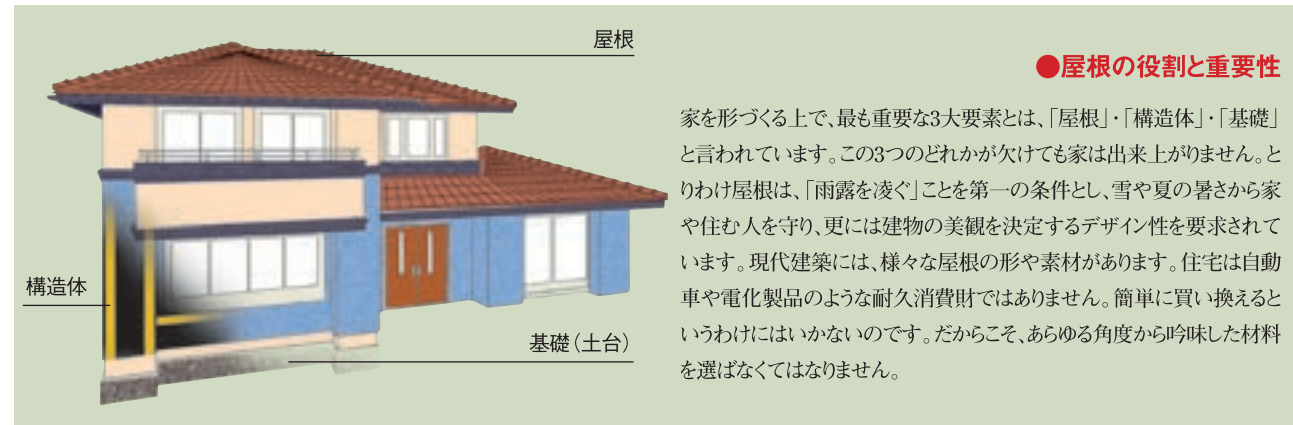 屋根
構造体
基礎（土台）
●屋根の役割と重要性
家を形づくる上で、最も重要な3大要素とは、「屋根」・「構造体」・「基礎」
と言われています。この3つのどれかが欠けても家は出来上がりません。と
りわけ屋根は、「雨露を凌ぐ」ことを第一の条件とし、雪や夏の暑さから家
や住む人を守り、更には建物の美観を決定するデザイン性を要求されて
います。現代建築には、様々な屋根の形や素材があります。住宅は自動
車や電化製品のような耐久消費財ではありません。簡単に買い換えると
いうわけにはいかないのです。だからこそ、あらゆる角度から吟味した材料
を選ばなくてはなりません。